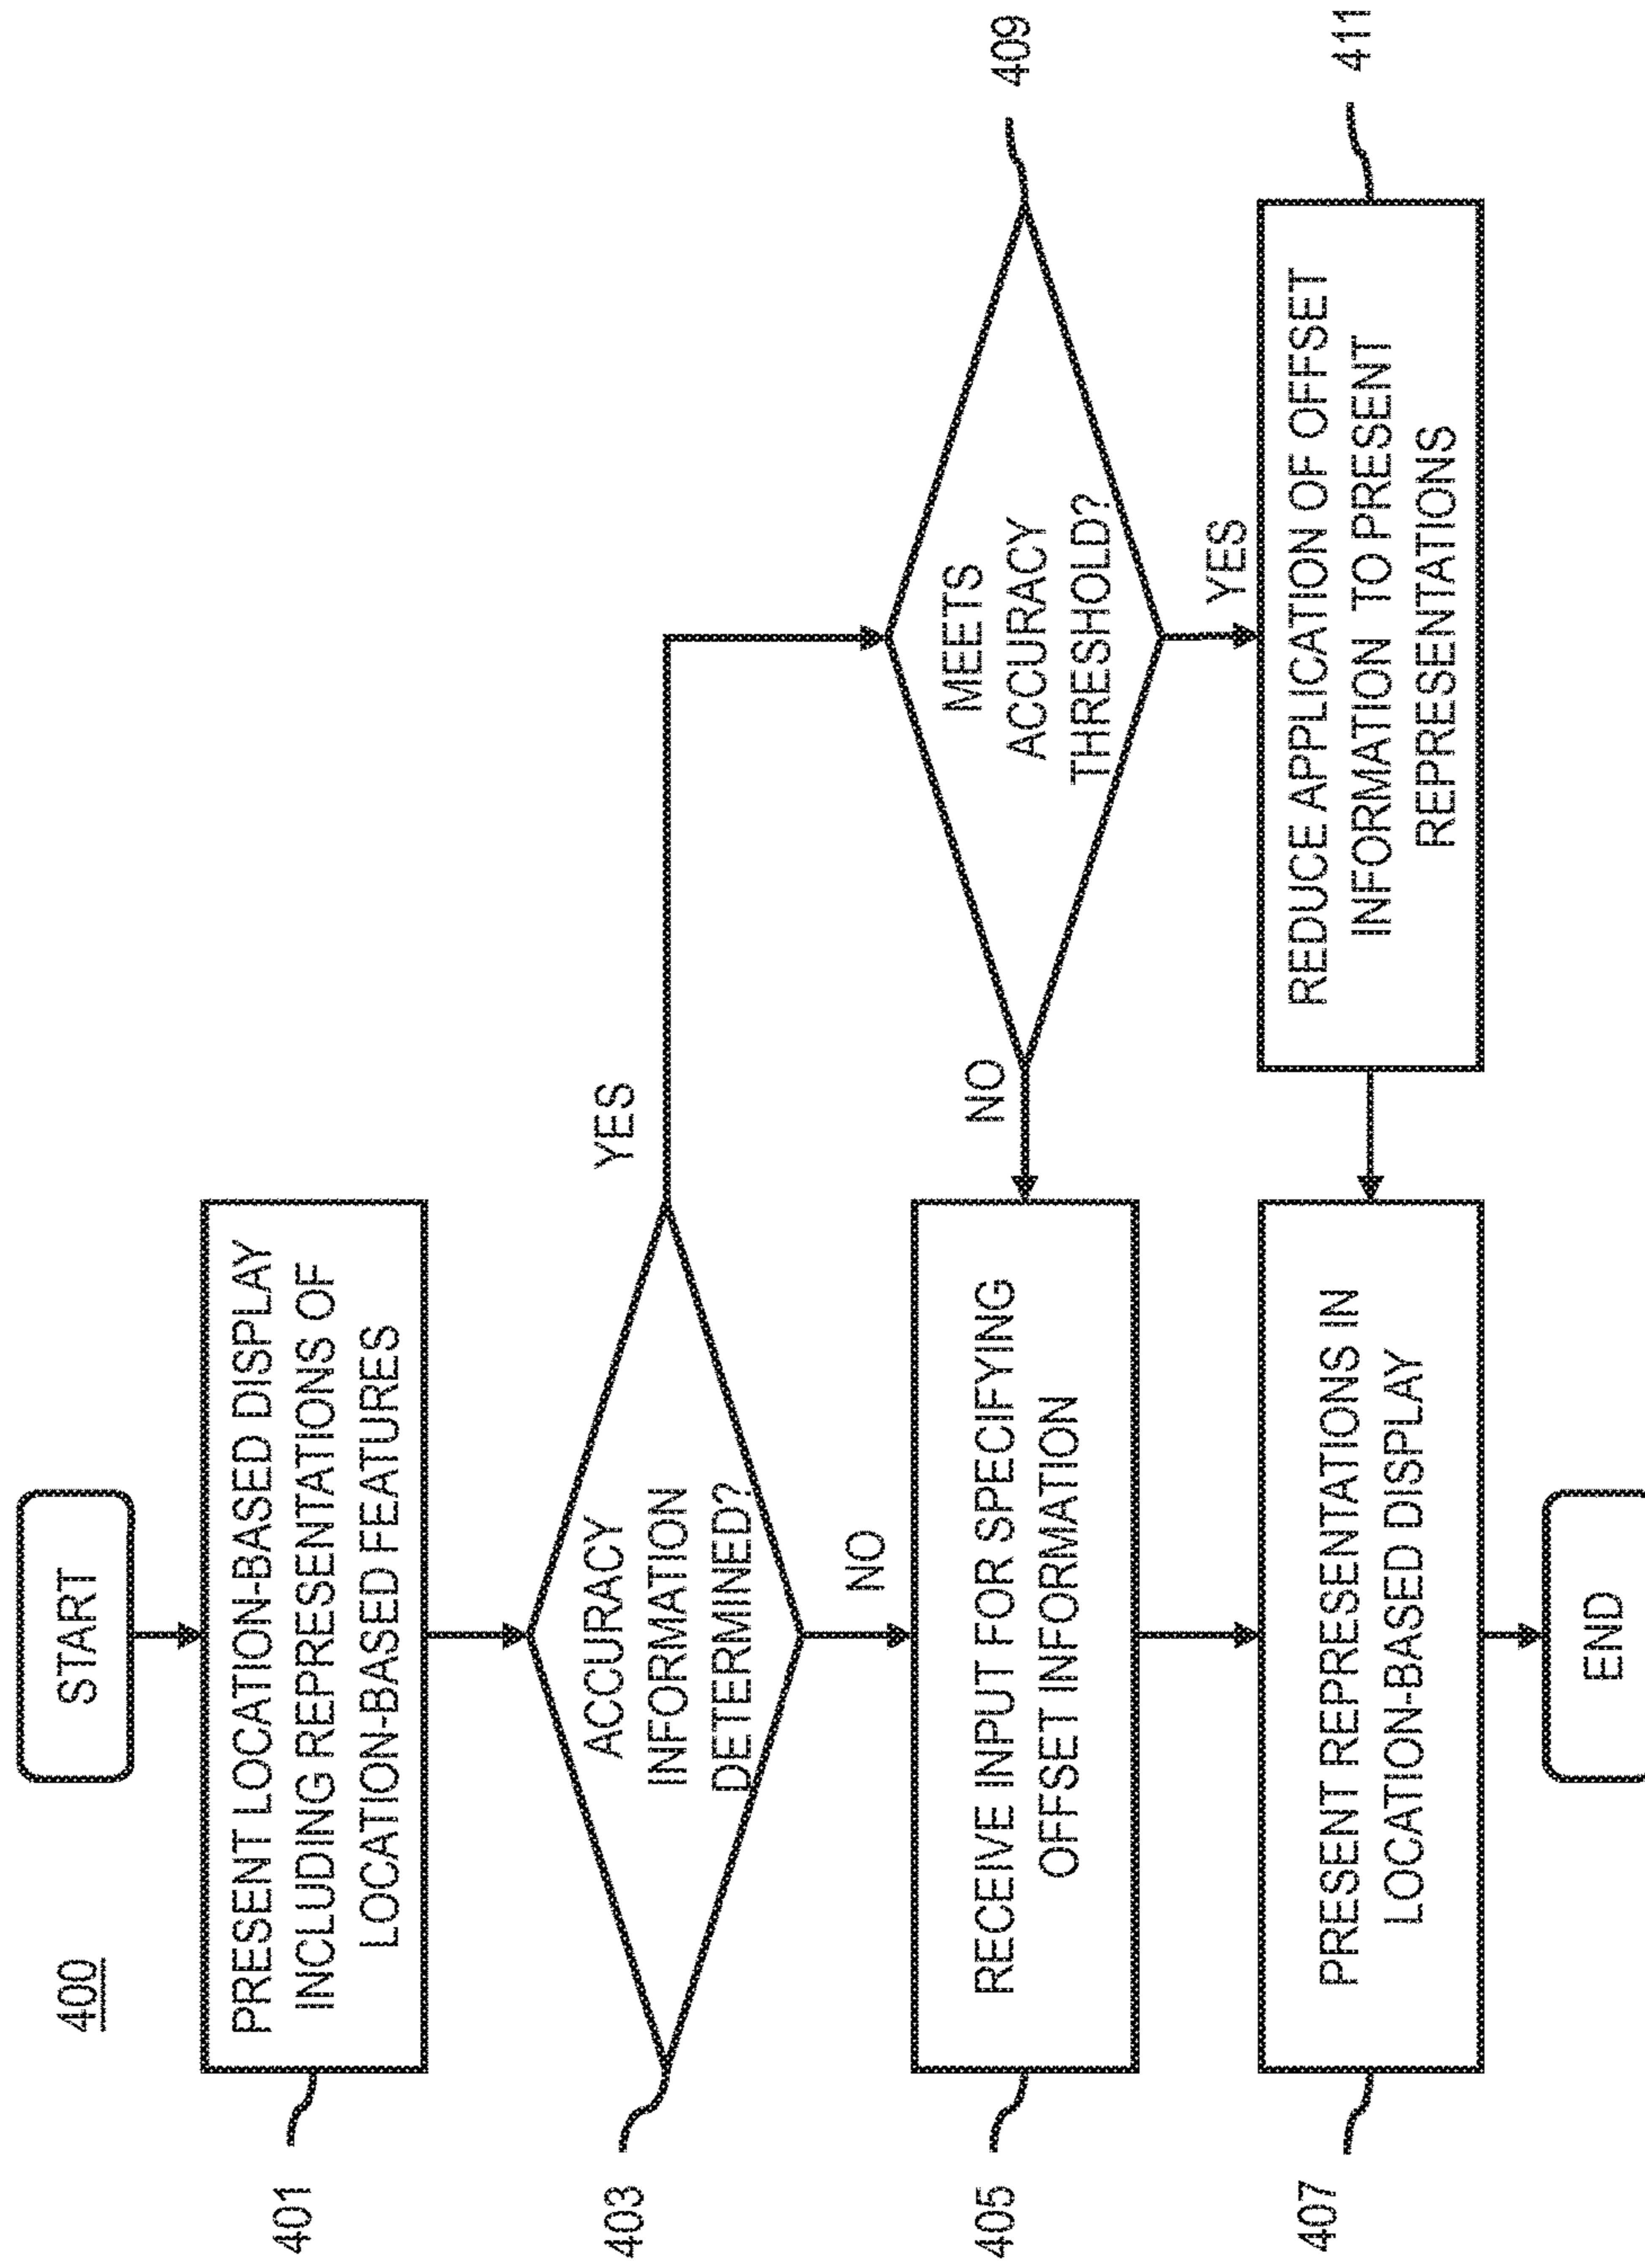 400
START
401
PRESENT LOCATION-BASED DISPLAY
INCLUDING REPRESENTATIONS OF
LOCATION-BASED FEATURES
403
ACCURACY
INFORMATION
DETERMINED?
YES
NO
409
MEETS
ACCURACY
THRESHOLD?
NO
YES
405
RECEIVE INPUT FOR SPECIFYING
OFFSET INFORMATION
411
REDUCE APPLICATION OF OFFSET
INFORMATION TO PRESENT
REPRESENTATIONS
407
PRESENT REPRESENTATIONS IN
LOCATION-BASED DISPLAY
END